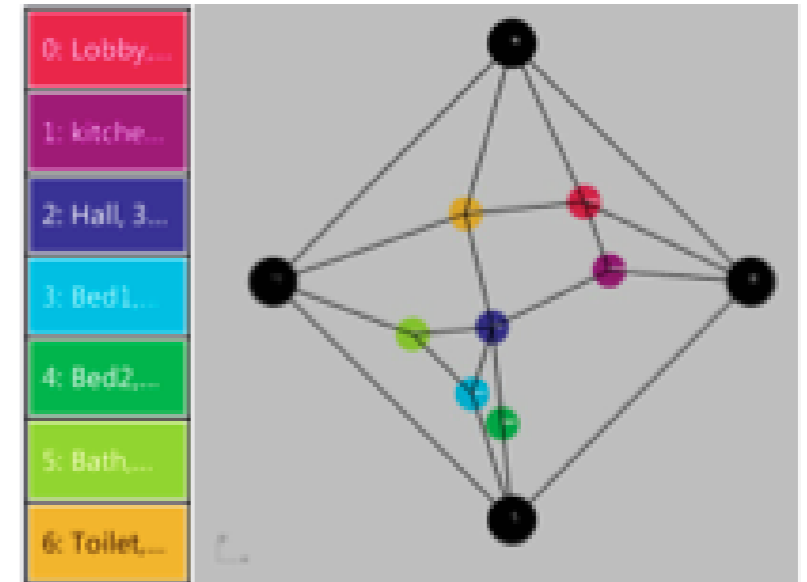 0: Lobby,...
1: kitche...
2: Hall, 3...
3: Bed1,...
4: Bed2,...
5: Bath,...
6: Toilet,...